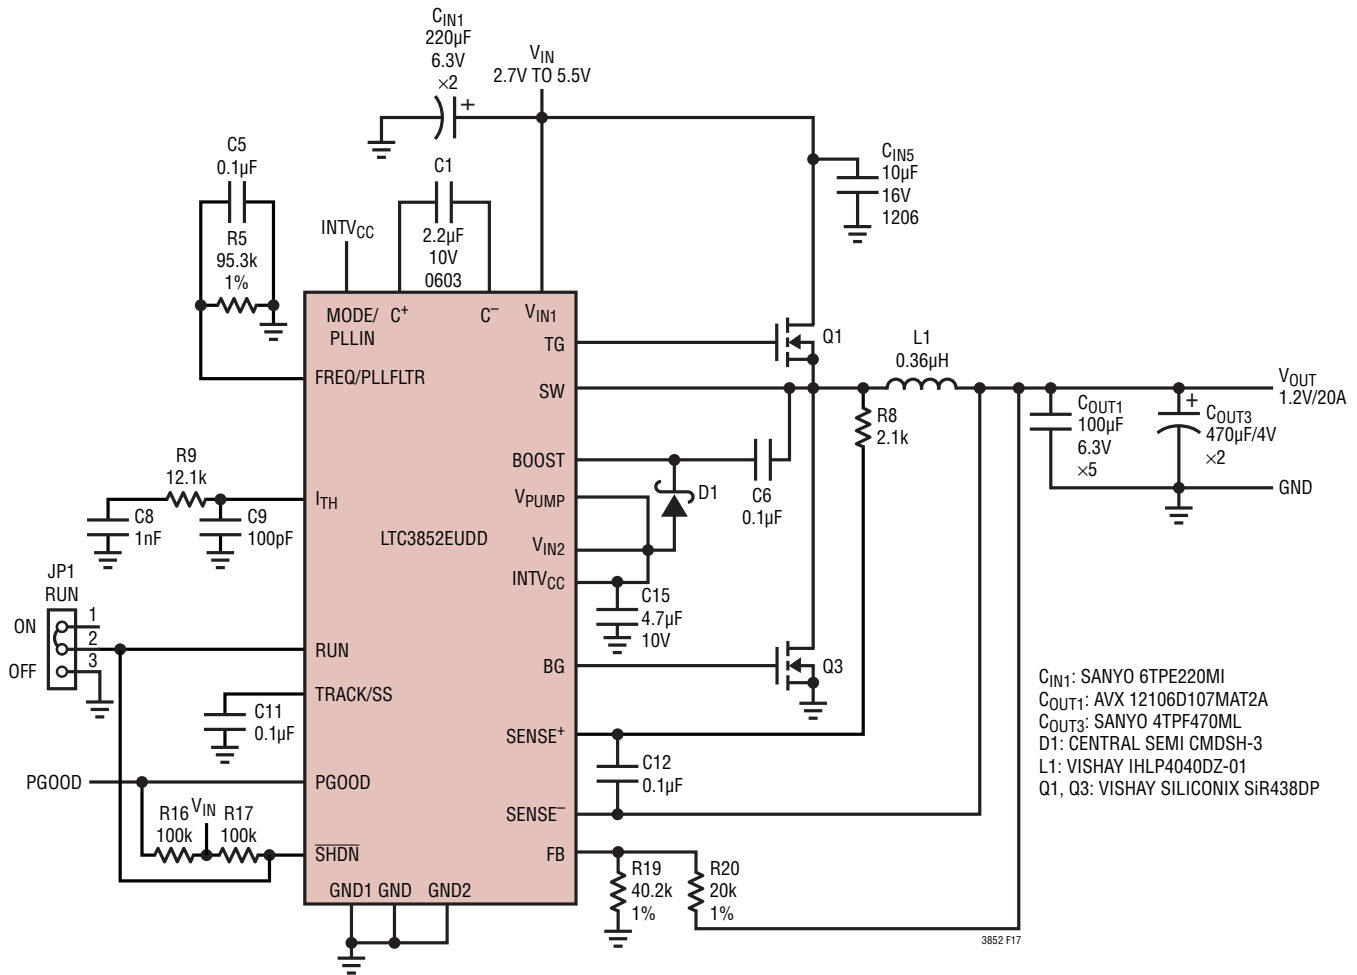 CIN1
220µF
6.3V
×2
VIN
2.7V TO 5.5V
C5
0.1µF
R5
95.3k
1%
INTVCC
C1
2.2µF
10V
0603
CIN5
10µF
16V
1206
MODE/
PLLIN
C+
C–
VIN1
TG
Q1
FREQ/PLLFLTR
SW
L1
0.36µH
VOUT
1.2V/20A
R8
2.1k
COUT1
100µF
6.3V
×5
+
COUT3
470µF/4V
×2
GND
R9
12.1k
ITH
C8
1nF
C9
100pF
LTC3852EUDD
BOOST
VPUMP
VIN2
INTVCC
D1
C6
0.1µF
C15
4.7µF
10V
JP1
RUN
ON
OFF
1
2
3
RUN
BG
Q3
TRACK/SS
C11
0.1µF
SENSE+
C12
0.1µF
SENSE–
PGOOD
PGOOD
R16
100k
VIN
R17
100k
SHDN
FB
R19
40.2k
1%
R20
20k
1%
GND1
GND
GND2
+
CIN1: SANYO 6TPE220MI
COUT1: AVX 12106D107MAT2A
COUT3: SANYO 4TPF470ML
D1: CENTRAL SEMI CMDSH-3
L1: VISHAY IHLP4040DZ-01
Q1, Q3: VISHAY SILICONIX SiR438DP
3852 F17